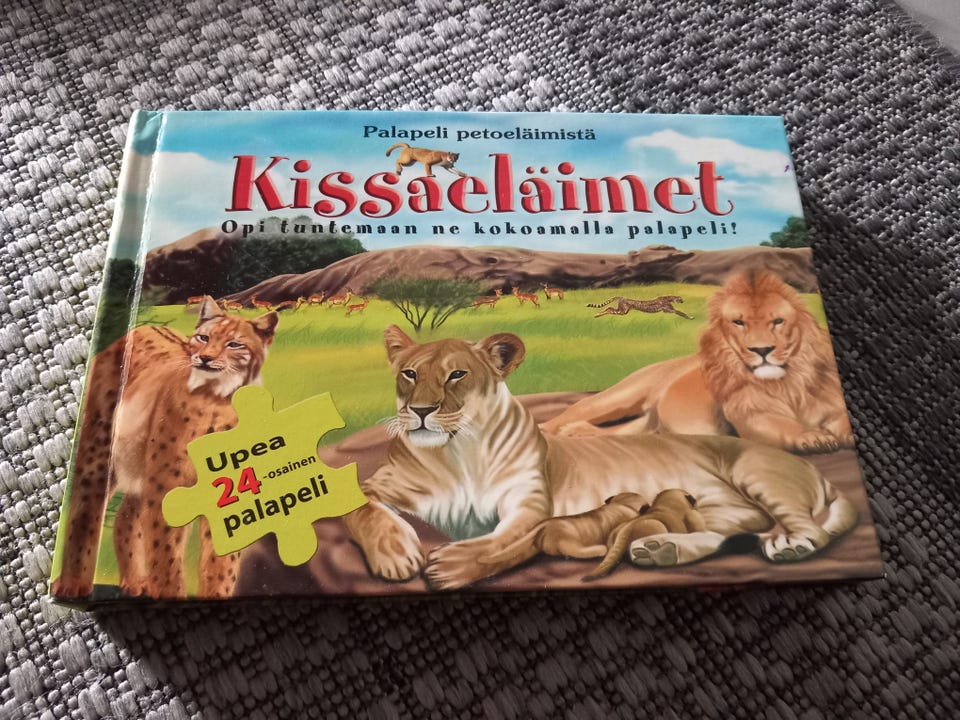 Palapeli petoeläimistä
Kissaeläimet
Opi tuntemaan ne kokoamalla palapeli!
Upea
24-osainen
palapeli